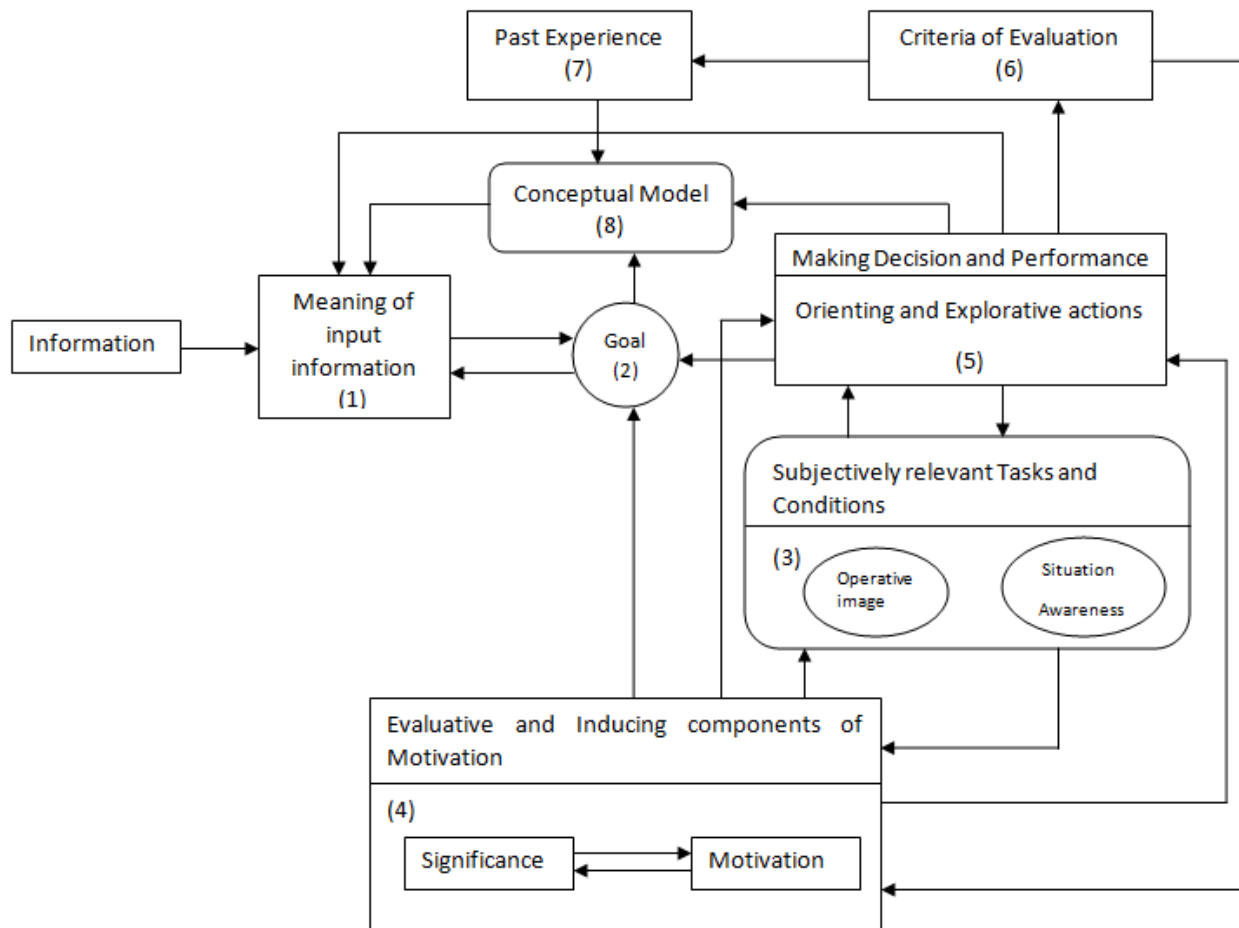 Past Experience
(7)
Criteria of Evaluation
(6)
Conceptual Model
(8)
Making Decision and Performance
Orienting and Explorative actions
(5)
Information
Meaning of
input
information
(1)
Goal
(2)
Subjectively relevant Tasks and
Conditions
(3)
Operative
image
Situation
Awareness
Evaluative and Inducing components of
Motivation
(4)
Significance
Motivation